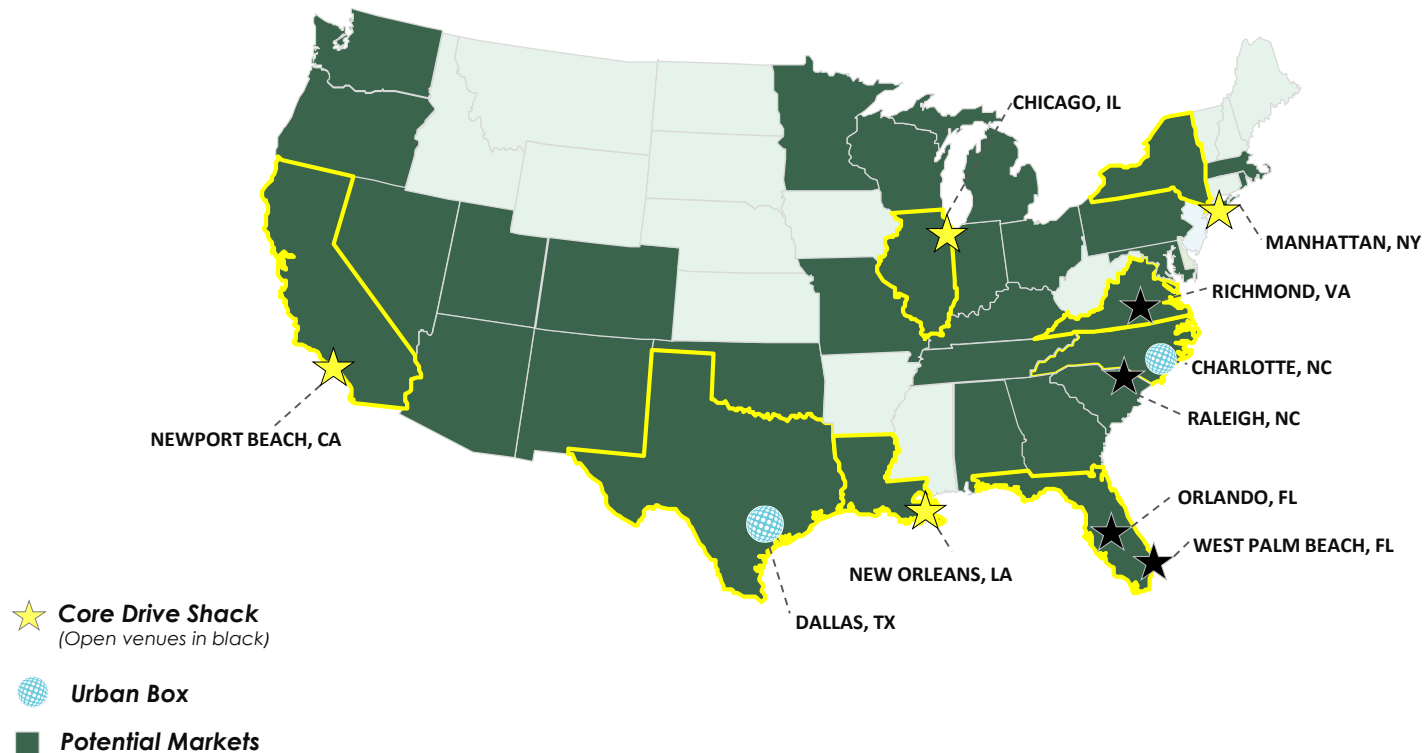 CHICAGO, IL
MANHATTAN, NY
RICHMOND, VA
CHARLOTTE, NC
RALEIGH, NC
NEWPORT BEACH, CA
ORLANDO, FL
WEST PALM BEACH, FL
NEW ORLEANS, LA
DALLAS, TX
Core Drive Shack
(Open venues in black)
Urban Box
Potential Markets